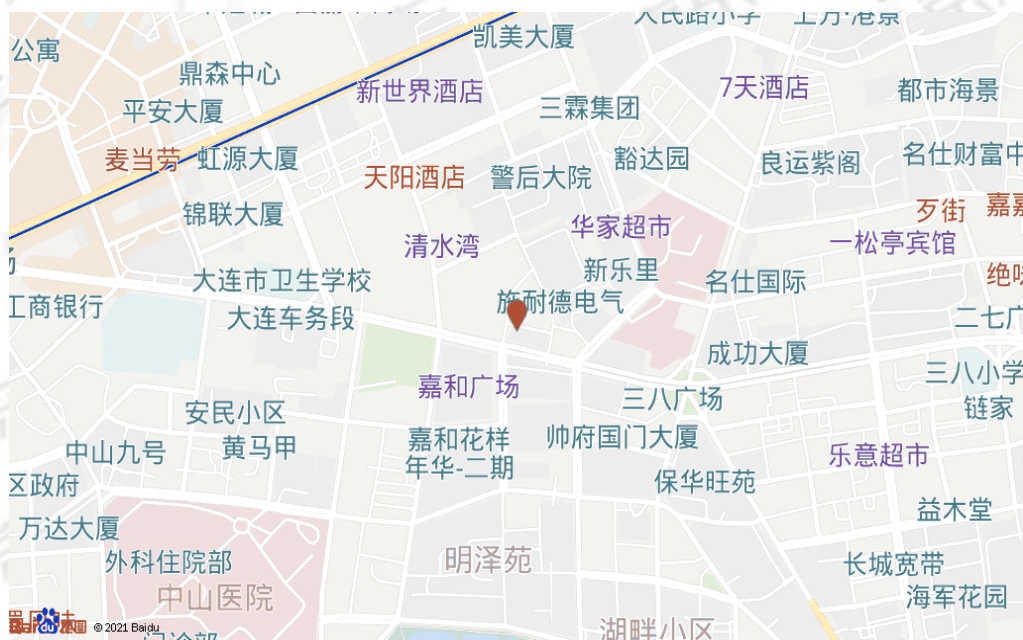 人民路小学
上方·港景
凯美大厦
公寓
鼎森中心
新世界酒店
7天酒店
都市海景
平安大厦
三霖集团
麦当劳
虹源大厦
豁达园
良运紫阁
名仕财富中
天阳酒店
警后大院
锦联大厦
歹街
嘉
华家超市
清水湾
一松亭宾馆
大连市卫生学校
新乐里
名仕国际
绝
工商银行
施耐德电气
大连车务段
二七广
成功大厦
嘉和广场
三八小学
三八广场
链家
安民小区
嘉和花样
年华-二期
帅府国门大厦
中山九号
黄马甲
乐意超市
区政府
保华旺苑
益木堂
万达大厦
外科住院部
明泽苑
长城宽带
中山医院
海军花园
湖畔小区
© 2021 Baidu